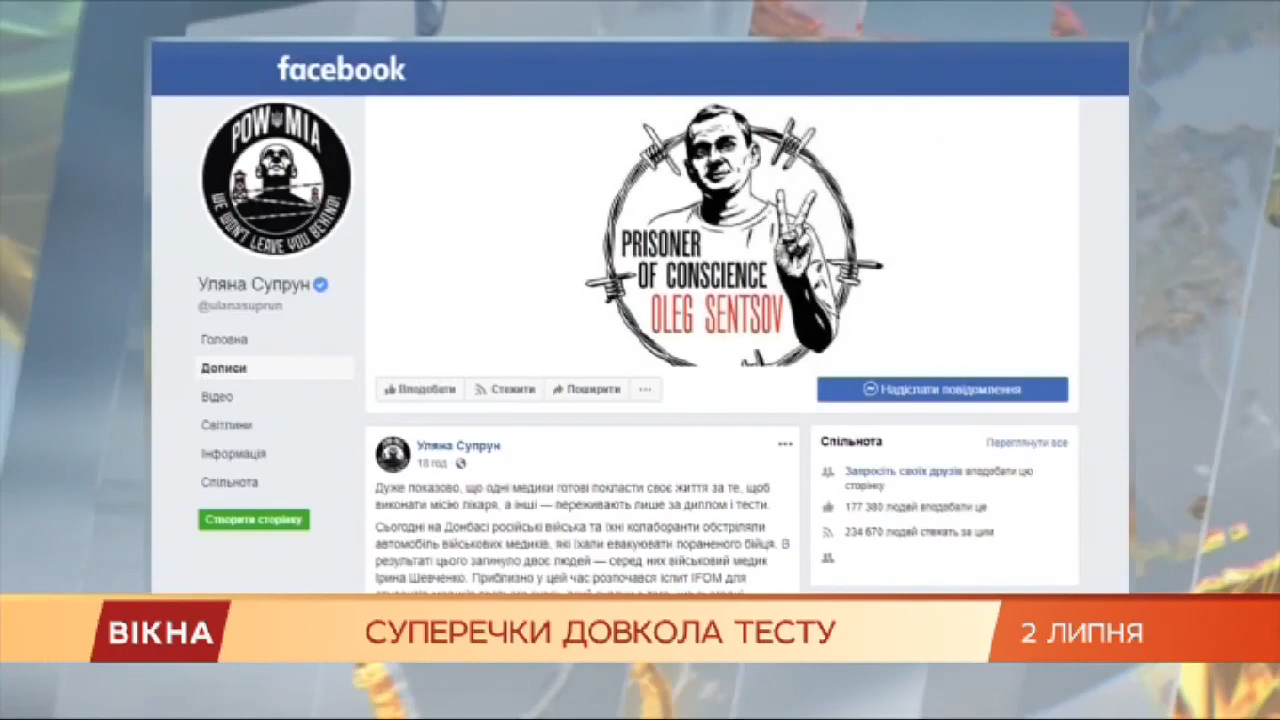 facebook
POW MIA
WE WON'T LEAVE YOU BEHIND!
Уляна Супрун
@ulanasuprun
Головна
Дописи
Відео
Світлини
Інформація
Спільнота
Створити сторінку
PRISONER
OF CONSCIENCE
OLEG SENTSOV
Вподобати Стежити Поширити ...
Надіслати повідомлення
Уляна Супрун
18 год
Дуже показово, що одні медики готові покласти своє життя за те, щоб
виконати місію лікаря, а інші — переживають лише за диплом і тести.
Сьогодні на Донбасі російські війська та їхні колаборанти обстріляли
автомобіль військових медиків, які їхали евакуювати пораненого бійця. В
результаті цього загинуло двоє людей — серед них військовий медик
Ірина Шевченко. Приблизно у цей час розпочався іспит IFOM для
Спільнота Переглянути все
Запросіть своїх друзів вподобати цю
сторінку
177 380 людей вподобали це
234 670 людей стежать за цим
ВІКНА
СУПЕРЕЧКИ ДОВКОЛА ТЕСТУ
2 ЛИПНЯ